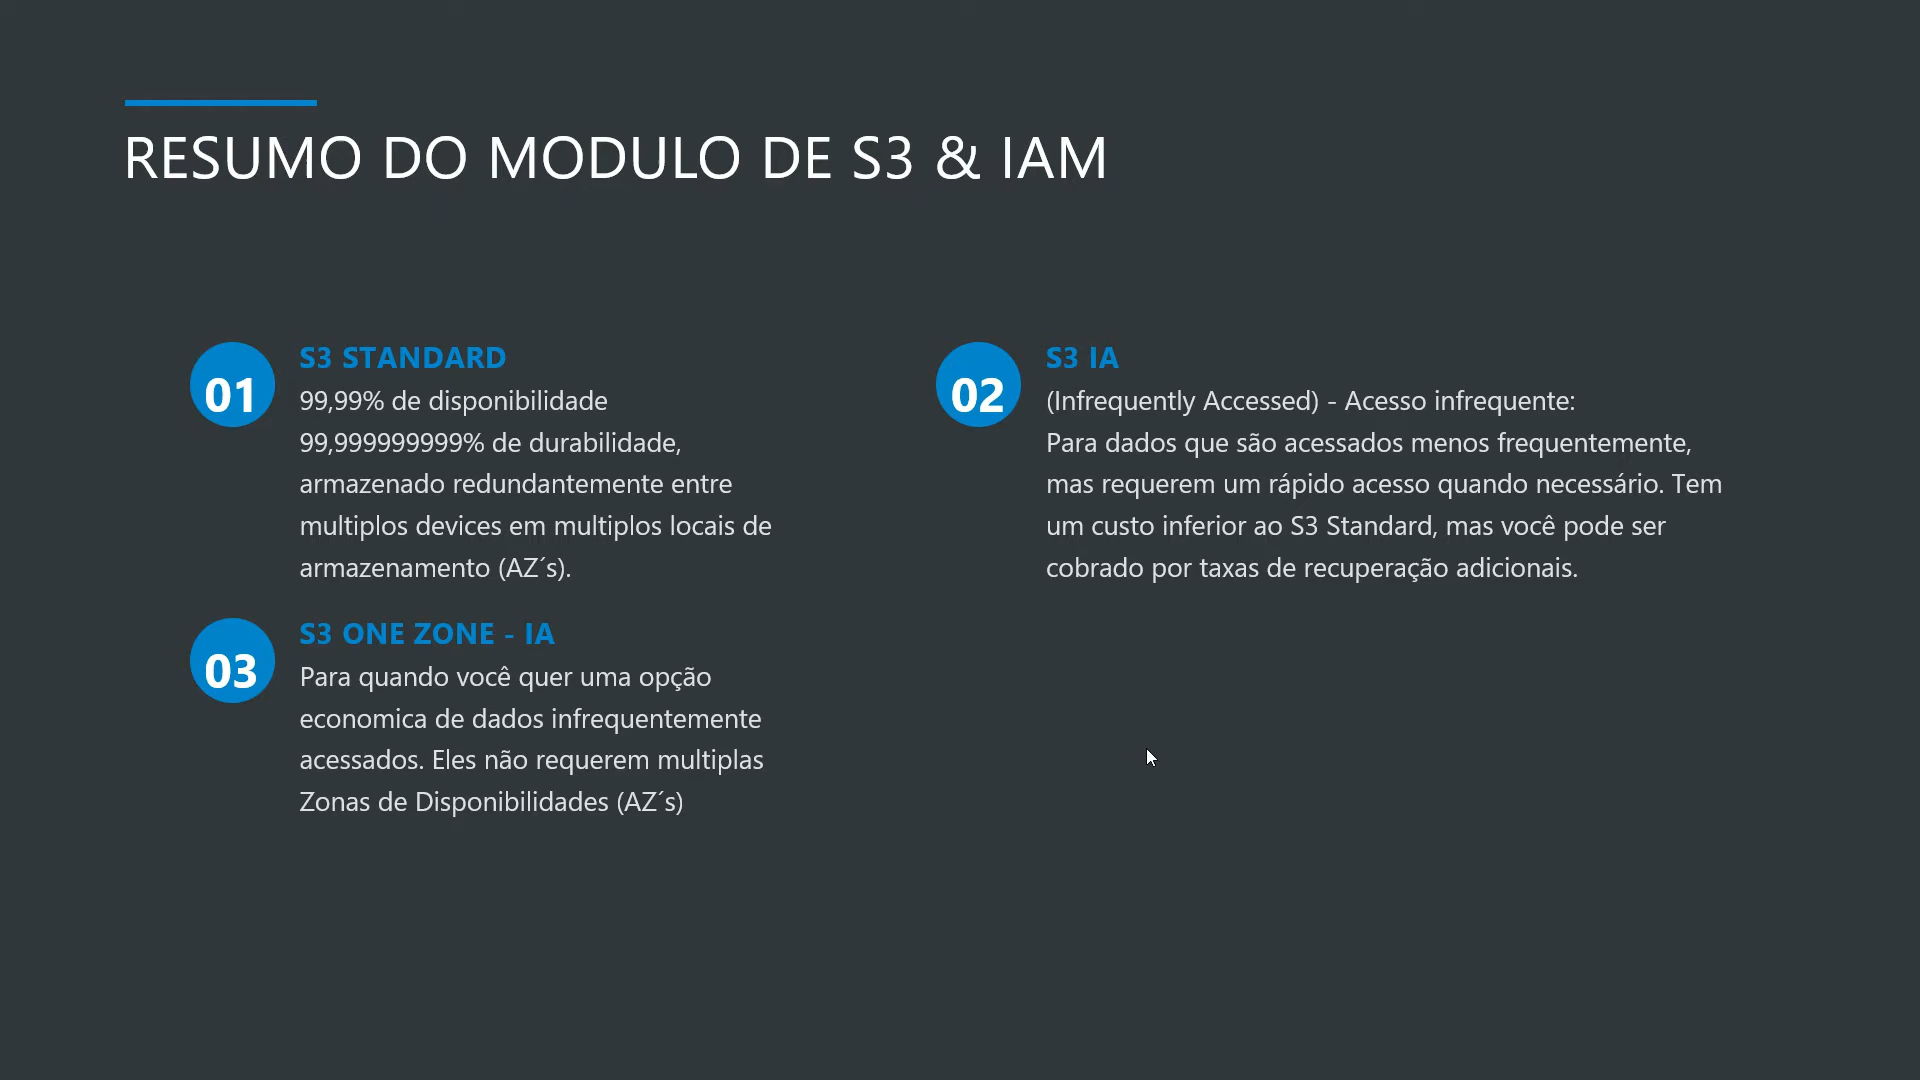 RESUMO DO MODULO DE S3 & IAM
01
S3 STANDARD
99,99% de disponibilidade
99,999999999% de durabilidade,
armazenado redundantemente entre
multiplos devices em multiplos locais de
armazenamento (AZ´s).
02
S3 IA
(Infrequently Accessed) - Acesso infrequente:
Para dados que são acessados menos frequentemente,
mas requerem um rápido acesso quando necessário. Tem
um custo inferior ao S3 Standard, mas você pode ser
cobrado por taxas de recuperação adicionais.
03
S3 ONE ZONE - IA
Para quando você quer uma opção
economica de dados infrequentemente
acessados. Eles não requerem multiplas
Zonas de Disponibilidades (AZ´s)